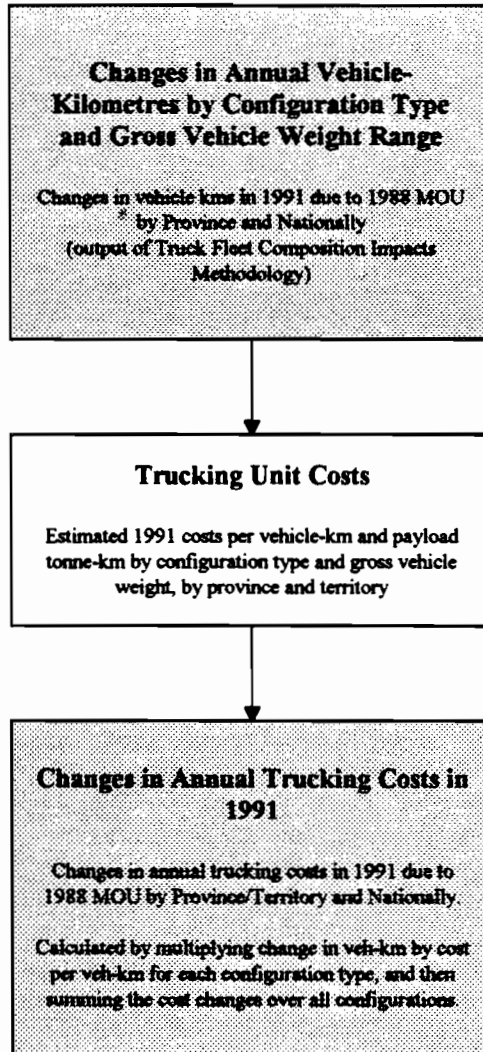 Changes in Annual Vehicle-
Kilometres by Configuration Type
and Gross Vehicle Weight Range
Changes in vehicle kms in 1991 due to 1988 MOU
* by Province and Nationally
(output of Truck Fleet Composition Impacts
Methodology)
Trucking Unit Costs
Estimated 1991 costs per vehicle-km and payload
tonne-km by configuration type and gross vehicle
weight, by province and territory
Changes in Annual Trucking Costs in
1991
Changes in annual trucking costs in 1991 due to
1988 MOU by Province/Territory and Nationally.
Calculated by multiplying change in veh-km by cost
per veh-km for each configuration type, and then
summing the cost changes over all configurations.